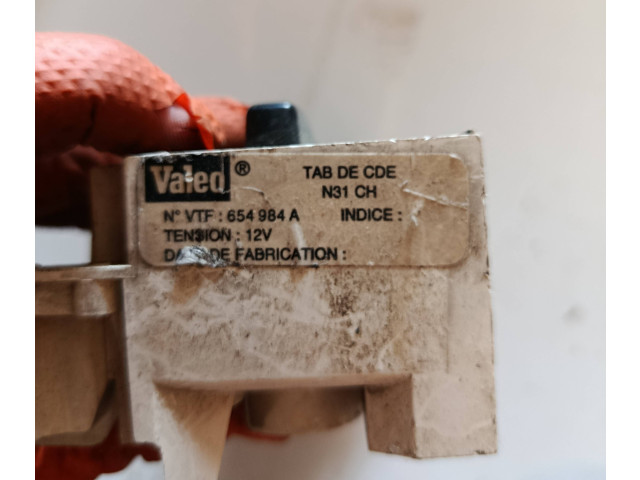 Valeo ® TAB DE CDE
N31 CH
N° VTF : 654 984 A INDICE :
TENSION : 12V
DATE DE FABRICATION :